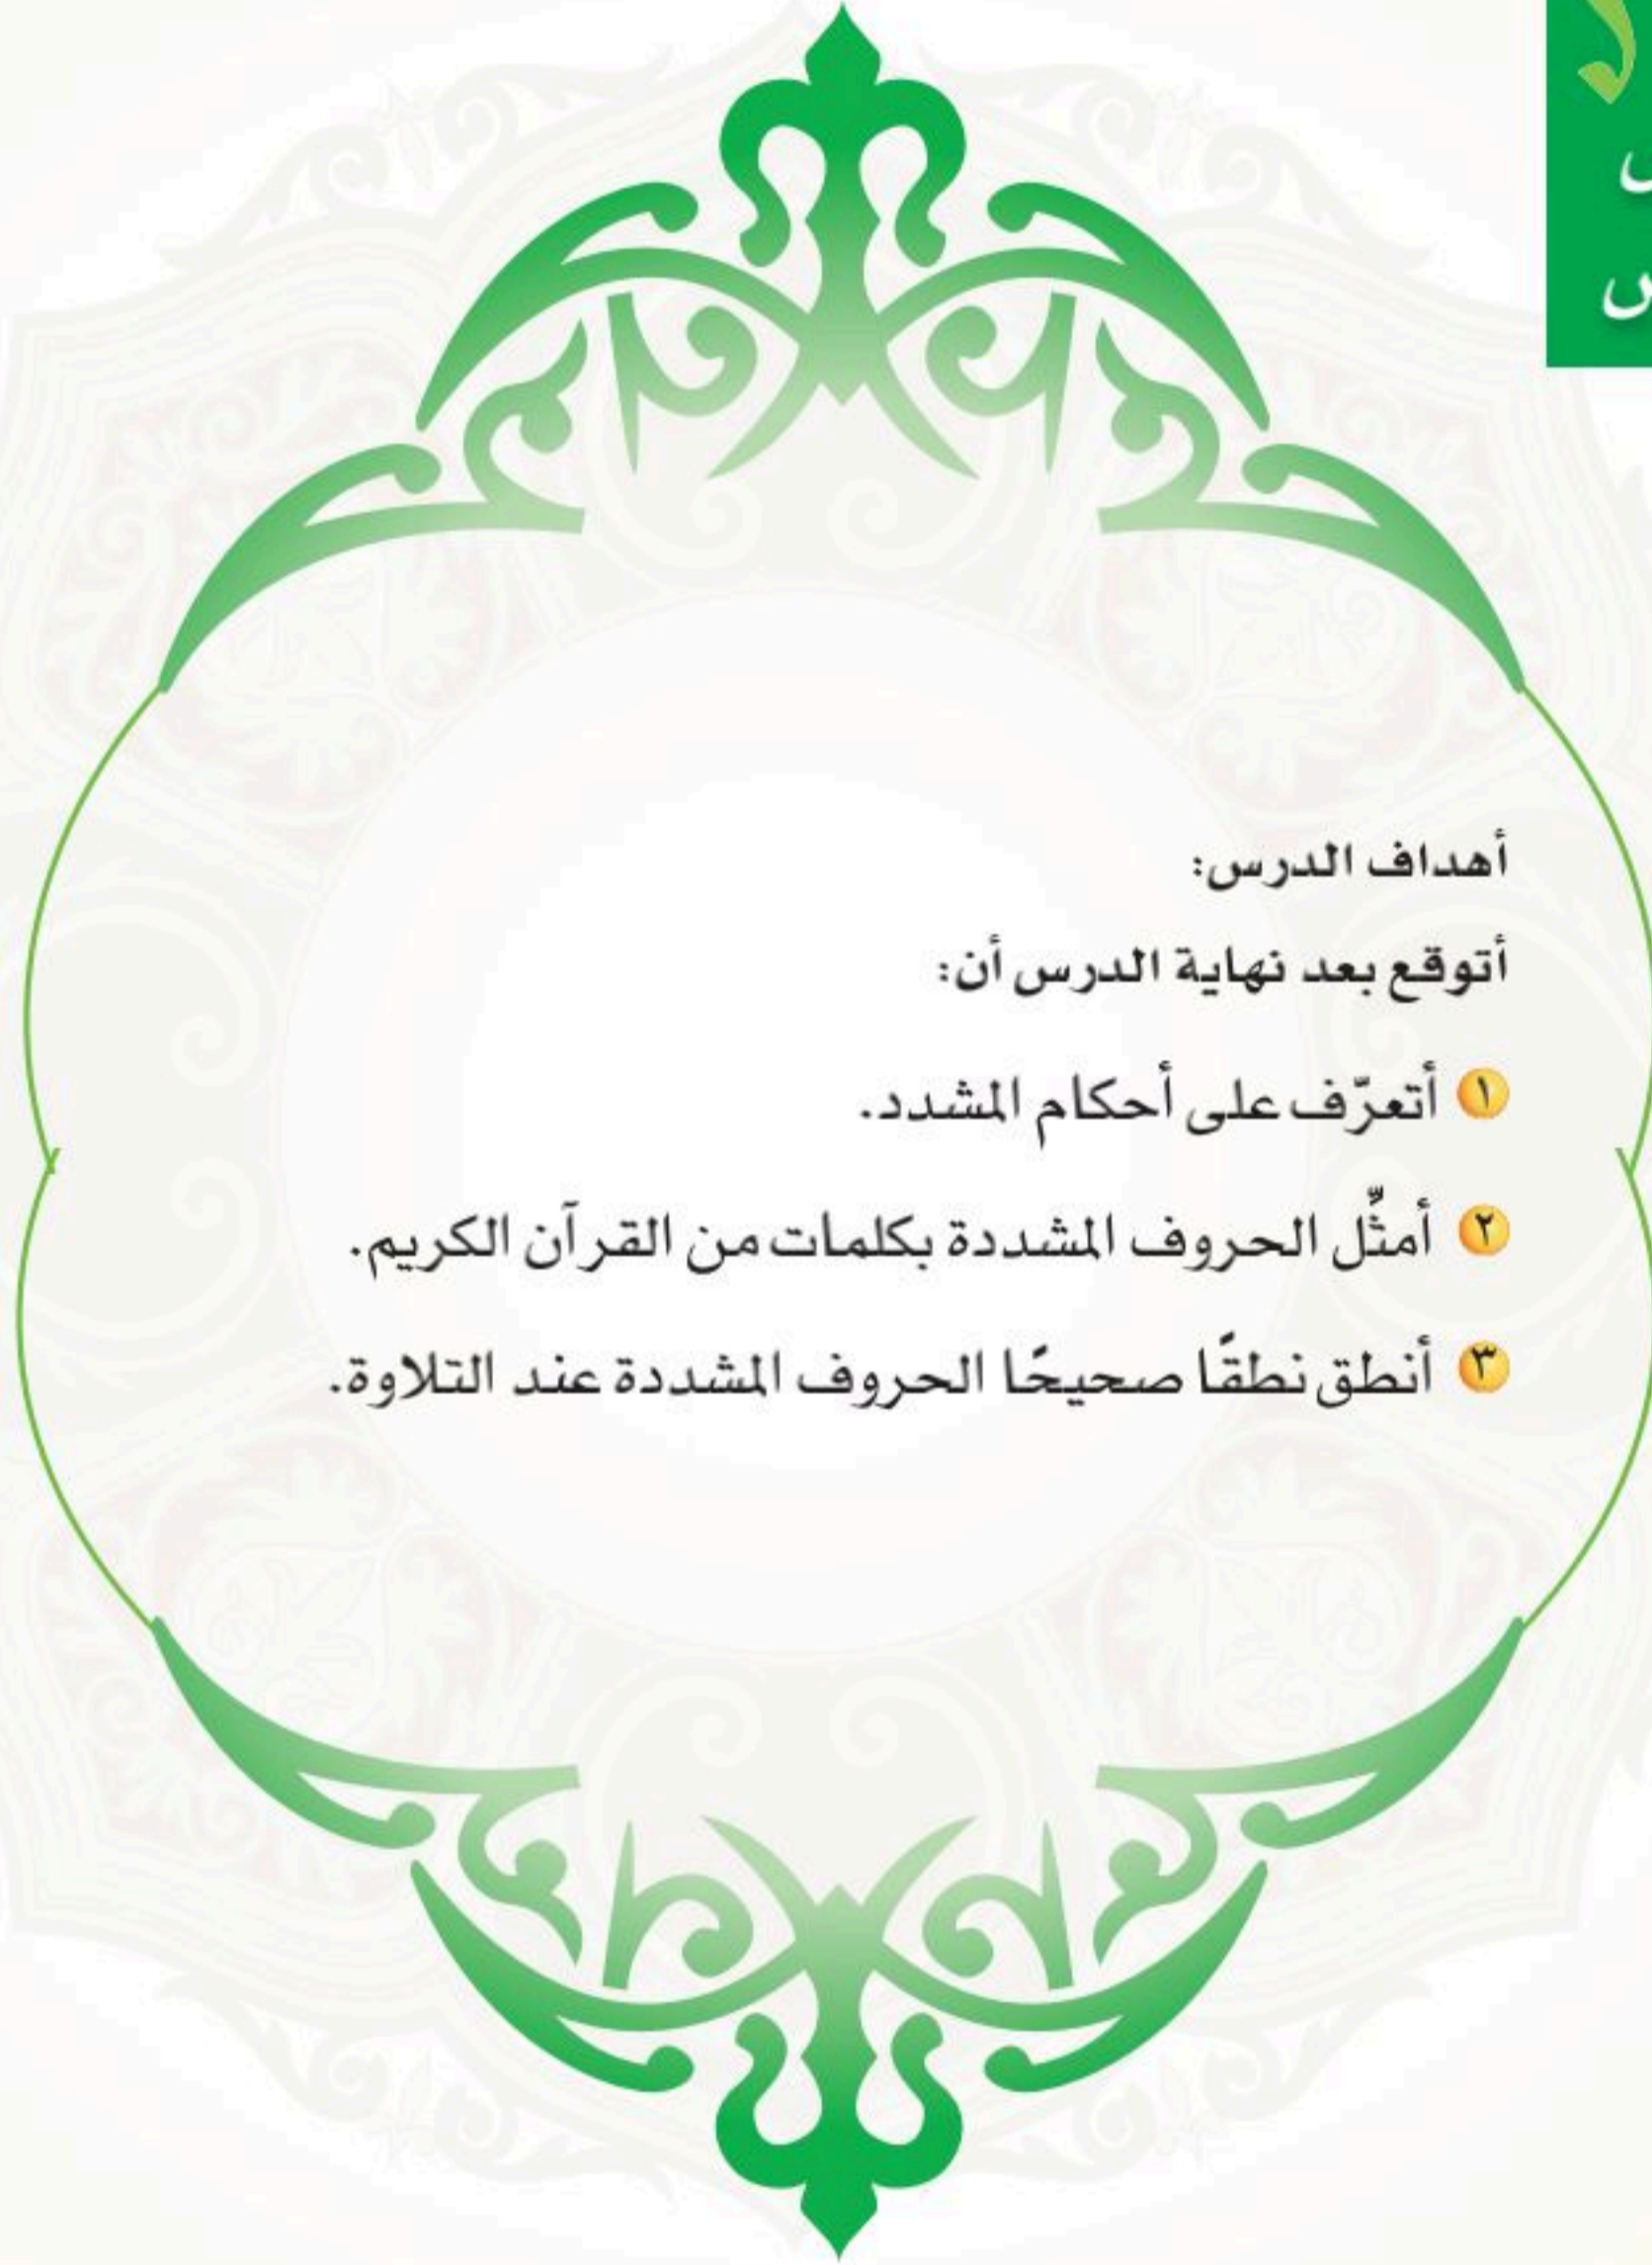 أهداف الدرس:
أتوقع بعد نهاية الدرس أن:
١ أتعرّف على أحكام المشدد.
٢ أمثِّل الحروف المشددة بكلمات من القرآن الكريم.
٣ أنطق نطقًا صحيحًا الحروف المشددة عند التلاوة.